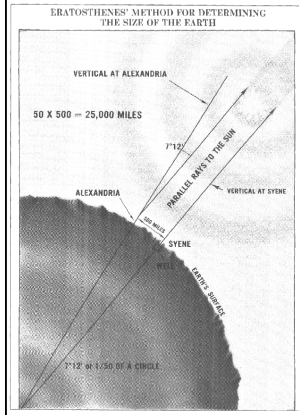 ERATOSTHENES' METHOD FOR DETERMINING
THE SIZE OF THE EARTH
VERTICAL AT ALEXANDRIA
50 X 500 = 25,000 MILES
7°12'
PARALLEL RAYS TO THE SUN
VERTICAL AT SYENE
ALEXANDRIA
500 MILES
SYENE
WELL
EARTH'S SURFACE
7°12' or 1/50 OF A CIRCLE